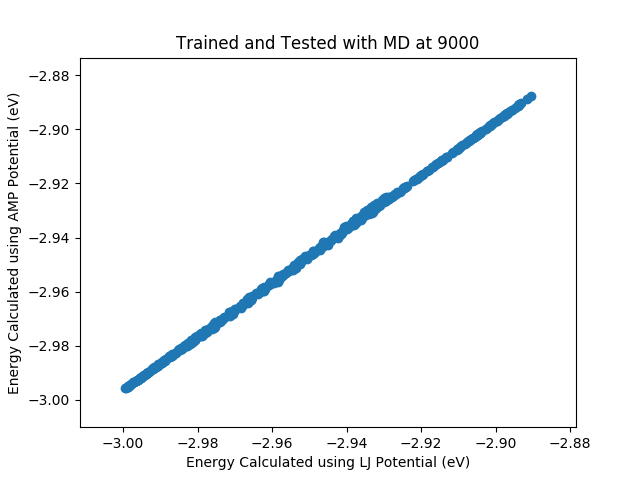 Trained and Tested with MD at 9000
−2.88
−2.90
−2.92
−2.94
−2.96
−2.98
−3.00
Energy Calculated using AMP Potential (eV)
−3.00 −2.98 −2.96 −2.94 −2.92 −2.90 −2.88
Energy Calculated using LJ Potential (eV)